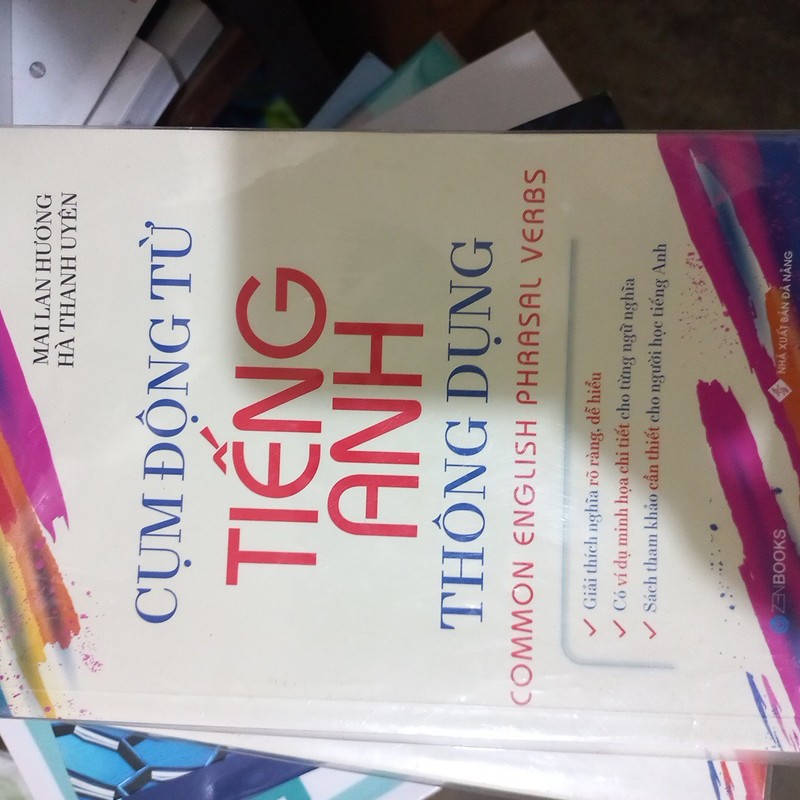 MAI LAN HƯƠNG
HÀ THANH UYÊN
CỤM ĐỘNG TỪ
TIẾNG
ANH
THÔNG DỤNG
COMMON ENGLISH PHRASAL VERBS
Giải thích nghĩa rõ ràng, dễ hiểu
Có ví dụ minh họa chi tiết cho từng ngữ nghĩa
Sách tham khảo cần thiết cho người học tiếng Anh
ZENBOOKS
NHÀ XUẤT BẢN ĐÀ NẴNG